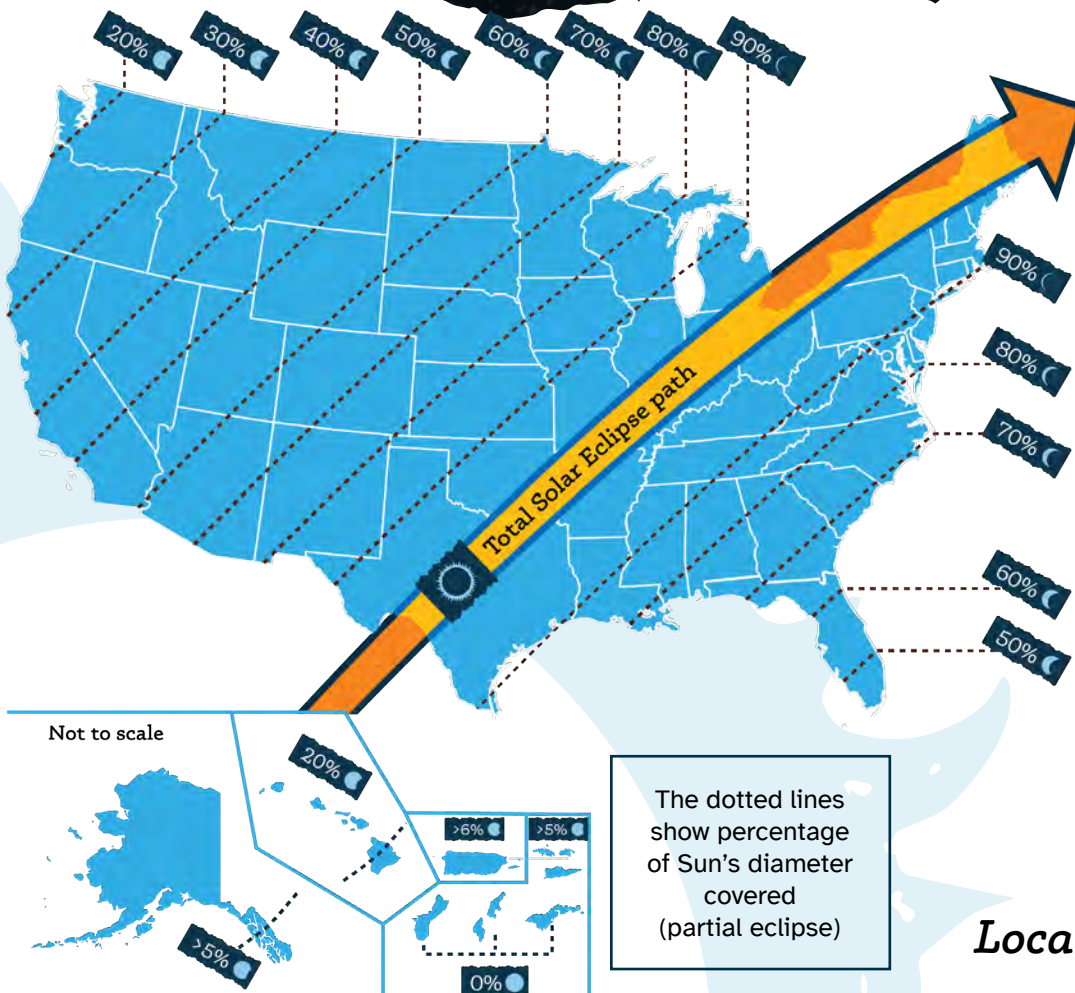 20%
30%
40%
50%
60%
70%
80%
90%
Total Solar Eclipse path
90%
80%
70%
60%
50%
Not to scale
20%
>6%
>5%
>5%
0%
The dotted lines
show percentage
of Sun's diameter
covered
(partial eclipse)
Loca